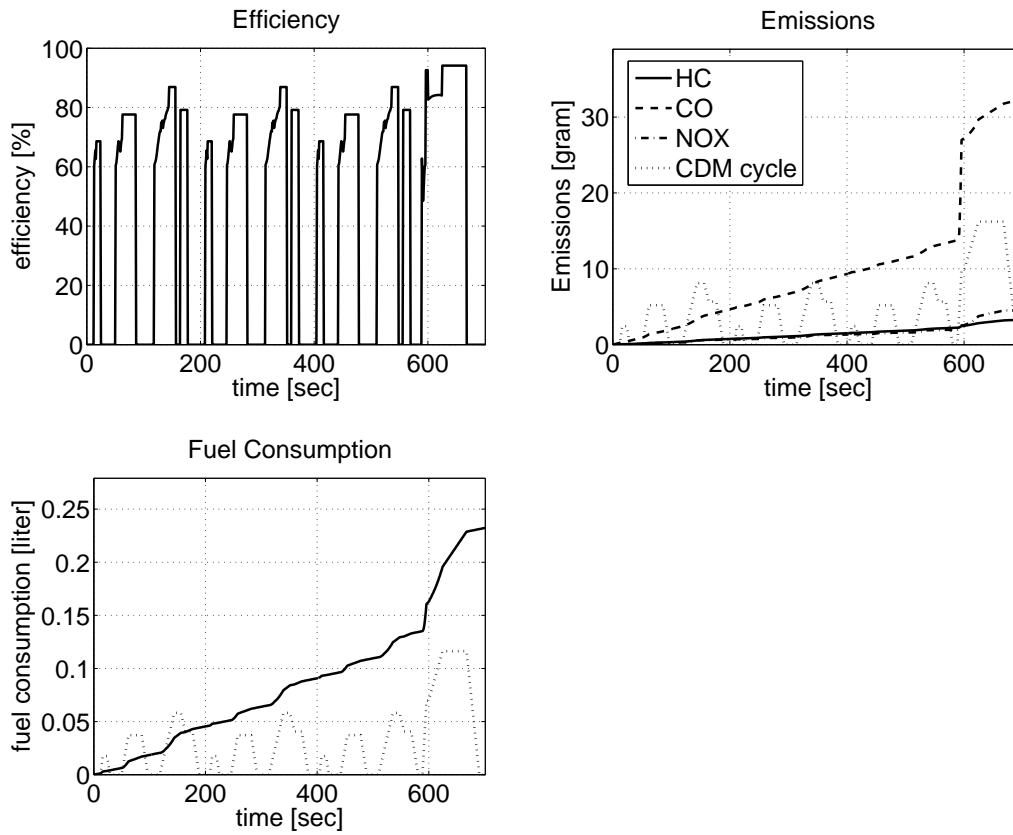 Efficiency
100
80
60
40
20
0
efficiency [%]
0 200 400 600
time [sec]
Emissions
30
20
10
0
Emissions [gram]
HC
CO
NOX
CDM cycle
0 200 400 600
time [sec]
Fuel Consumption
0.25
0.2
0.15
0.1
0.05
0
fuel consumption [liter]
0 200 400 600
time [sec]